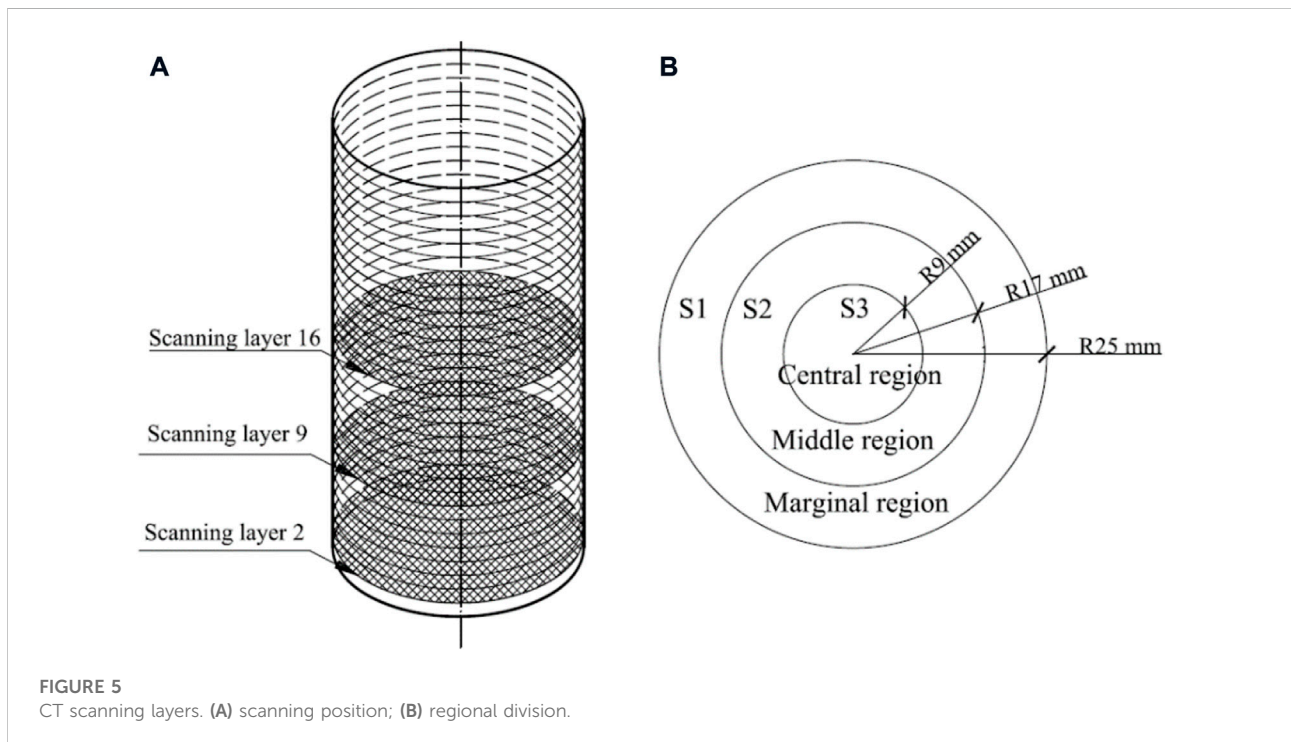 A
B
Scanning layer 16
Scanning layer 9
Scanning layer 2
R9 mm
R17 mm
R25 mm
S1
S2
S3
Central region
Middle region
Marginal region
FIGURE 5
CT scanning layers. (A) scanning position; (B) regional division.